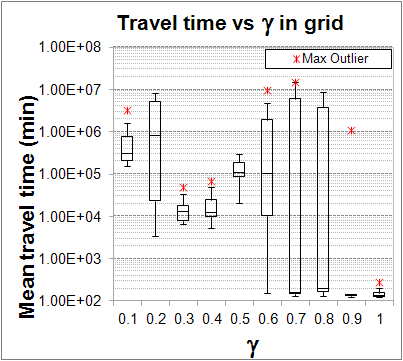 Travel time vs γ in grid
1.00E+08
Max Outlier
1.00E+07
1.00E+06
1.00E+05
1.00E+04
1.00E+03
1.00E+02
Mean travel time (min)
0.1 0.2 0.3 0.4 0.5 0.6 0.7 0.8 0.9 1
γ